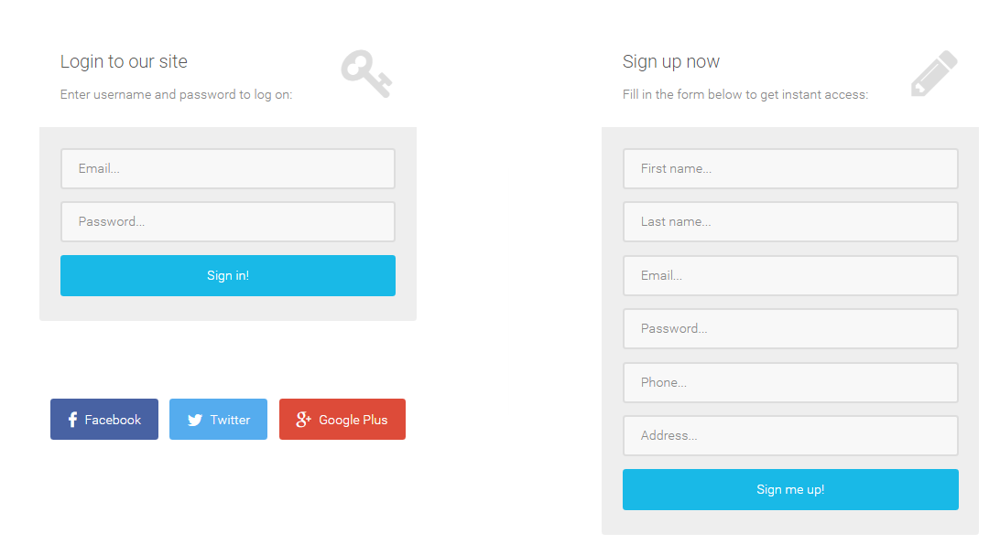 Login to our site
Enter username and password to log on:
Email...
Password...
Sign in!
Facebook
Twitter
Google Plus
Sign up now
Fill in the form below to get instant access:
First name...
Last name...
Email...
Password...
Phone...
Address...
Sign me up!